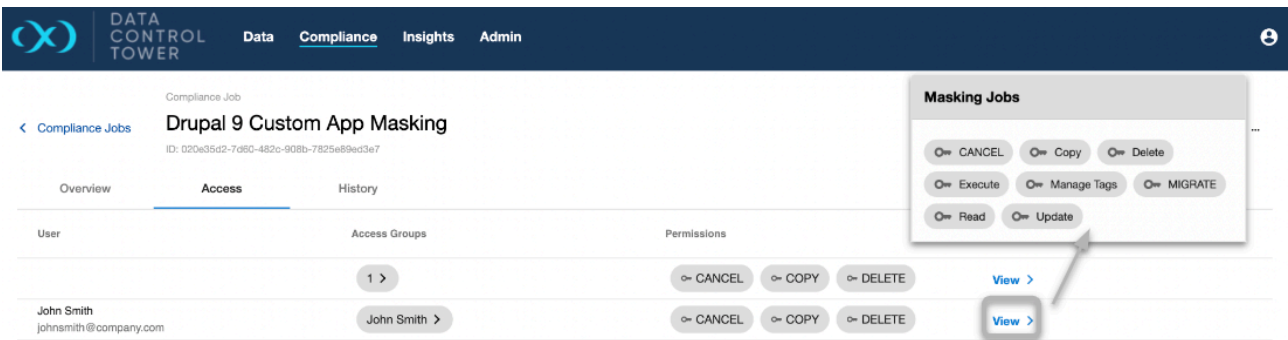 DATA
CONTROL
TOWER
Data Compliance Insights Admin
Compliance Job
Compliance Jobs
Drupal 9 Custom App Masking
ID: 020e35d2-7d60-482c-908b-7825e89ed3e7
...
Masking Jobs
CANCEL Copy Delete
Execute Manage Tags MIGRATE
Read Update
Overview Access History
User Access Groups Permissions
1 CANCEL COPY DELETE View
John Smith
johnsmith@company.com
John Smith CANCEL COPY DELETE View